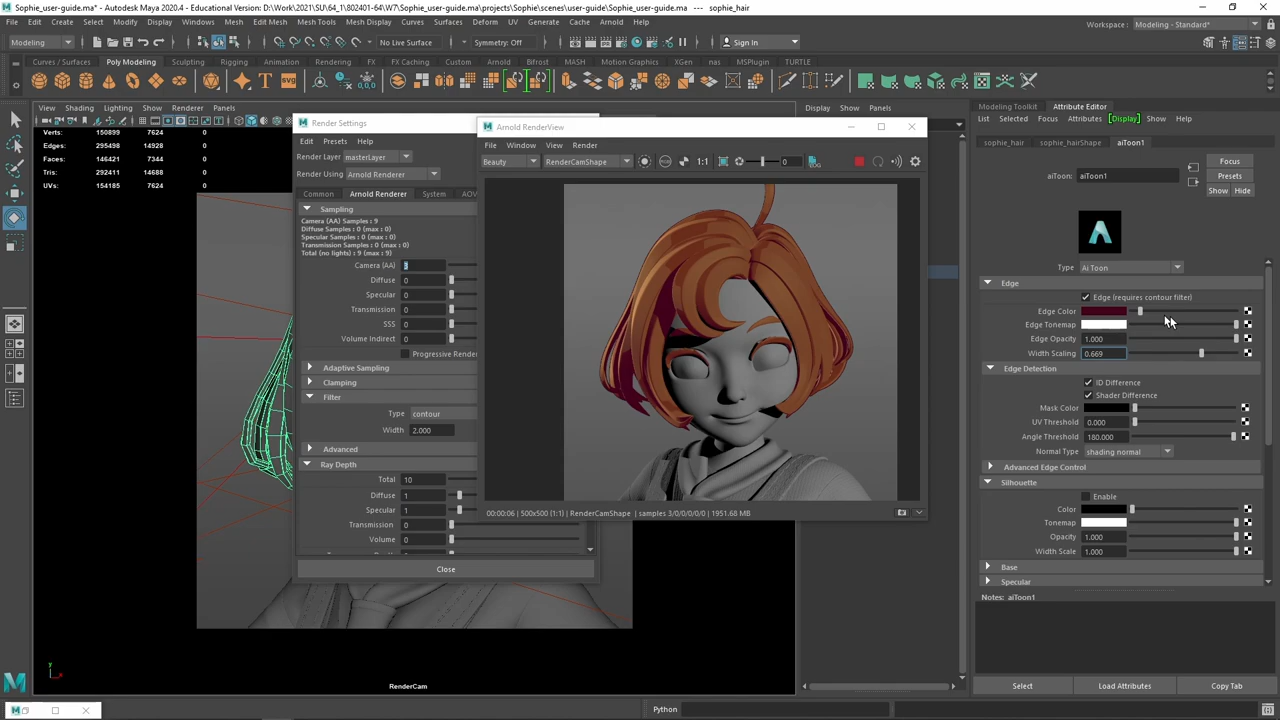 Sophie_user-guide.ma* - Autodesk Maya 2020.4 - Educational Version: D:\Work\2021\SU\64_1\802401-64\W7\Sophie_user-guide.ma\projects\Sophie\scenes\user-guide\Sophie_user-guide.ma --- sophie_hair
File Edit Create Select Modify Display Windows Mesh Edit Mesh Mesh Tools Mesh Display Curves Surfaces Deform UV Generate Cache Arnold Help
Workspace : Modeling - Standard*
Modeling No Live Surface Symmetry: Off Sign In
Curves / Surfaces Poly Modeling Sculpting Rigging Animation Rendering FX FX Caching Custom Arnold Bifrost MASH Motion Graphics XGen nas MSPlugin TURTLE
View Shading Lighting Show Renderer Panels
Display Show Panels
Modeling Toolkit Attribute Editor
List Selected Focus Attributes Display Show Help
sophie_hair sophie_hairShape aiToon1
Verts: 150899 7624 0
Edges: 295498 14928 0
Faces: 146421 7344 0
Tris: 292411 14688 0
UVs: 154185 7628 0
RenderCam
Render Settings
Edit Presets Help
Render Layer masterLayer
Render Using Arnold Renderer
Common Arnold Renderer System AOV
Sampling
Camera (AA) Samples : 9
Diffuse Samples : 0 (max : 0)
Specular Samples : 0 (max : 0)
Transmission Samples : 0 (max : 0)
Total (no lights) : 9 (max : 9)
Camera (AA) 3
Diffuse 0
Specular 0
Transmission 0
SSS 0
Volume Indirect 0
Progressive Render
Adaptive Sampling
Clamping
Filter
Type contour
Width 2.000
Advanced
Ray Depth
Total 10
Diffuse 1
Specular 1
Transmission 0
Volume 0
Close
Arnold RenderView
File Window View Render
Beauty RenderCamShape 1:1 0
00:00:06 | 500x500 (1:1) | RenderCamShape | samples 3/0/0/0/0/0 | 1951.68 MB
aiToon: aiToon1
Focus
Presets
Show Hide
Type Ai Toon
Edge
Edge (requires contour filter)
Edge Color
Edge Tonemap
Edge Opacity 1.000
Width Scaling 0.669
Edge Detection
ID Difference
Shader Difference
Mask Color
UV Threshold 0.000
Angle Threshold 180.000
Normal Type shading normal
Advanced Edge Control
Silhouette
Enable
Color
Tonemap
Opacity 1.000
Width Scale 1.000
Base
Specular
Notes: aiToon1
Select Load Attributes Copy Tab
Python